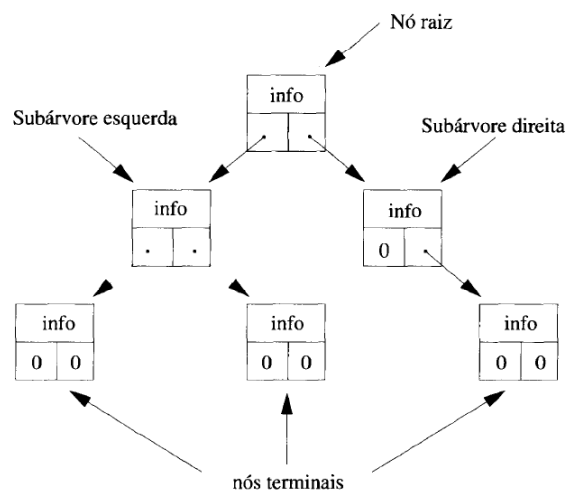 Nó raiz
info
Subárvore esquerda
Subárvore direita
info
info
0
info
info
info
0 0
0 0
0 0
nós terminais